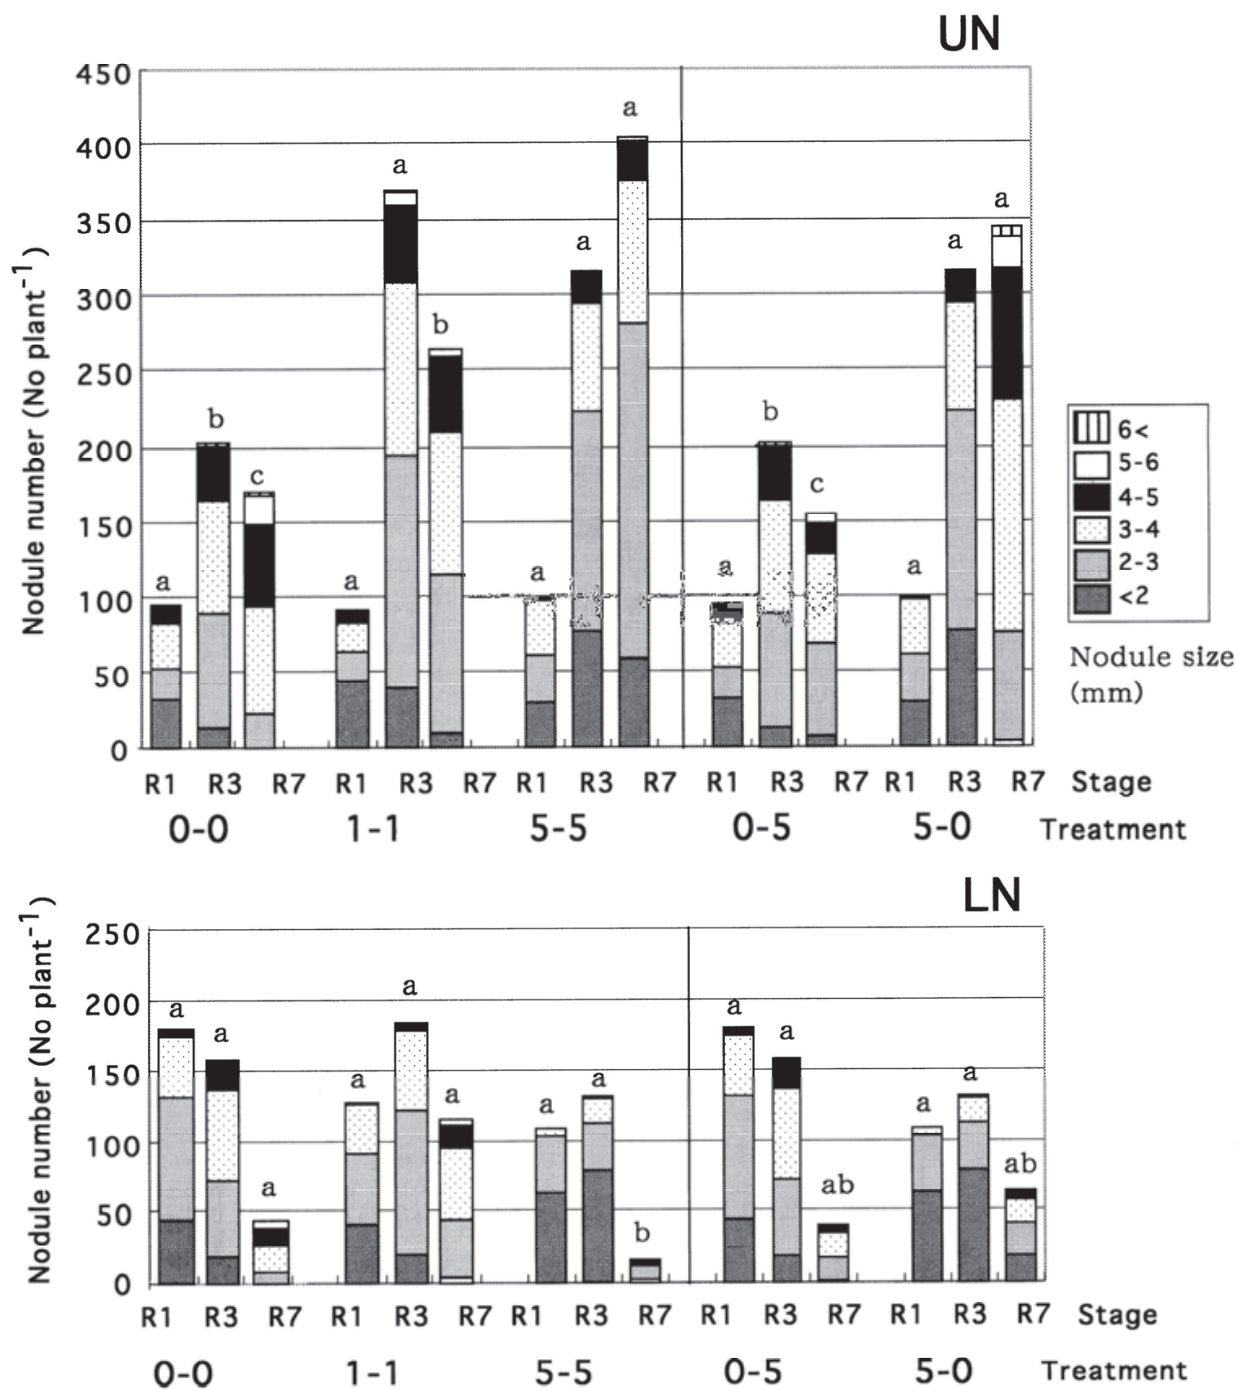 UN
Nodule number (No plant⁻¹)
450
400
350
300
250
200
150
100
50
0
a
b
c
a
a
b
a
a
a
a
b
c
a
a
a
6<
5-6
4-5
3-4
2-3
<2
Nodule size
(mm)
R1 R3 R7 R1 R3 R7 R1 R3 R7 R1 R3 R7 R1 R3 R7 Stage
0-0 1-1 5-5 0-5 5-0 Treatment
LN
Nodule number (No plant⁻¹)
250
200
150
100
50
0
a
a
a
a
a
a
a
a
b
a
a
ab
a
a
ab
R1 R3 R7 R1 R3 R7 R1 R3 R7 R1 R3 R7 R1 R3 R7 Stage
0-0 1-1 5-5 0-5 5-0 Treatment